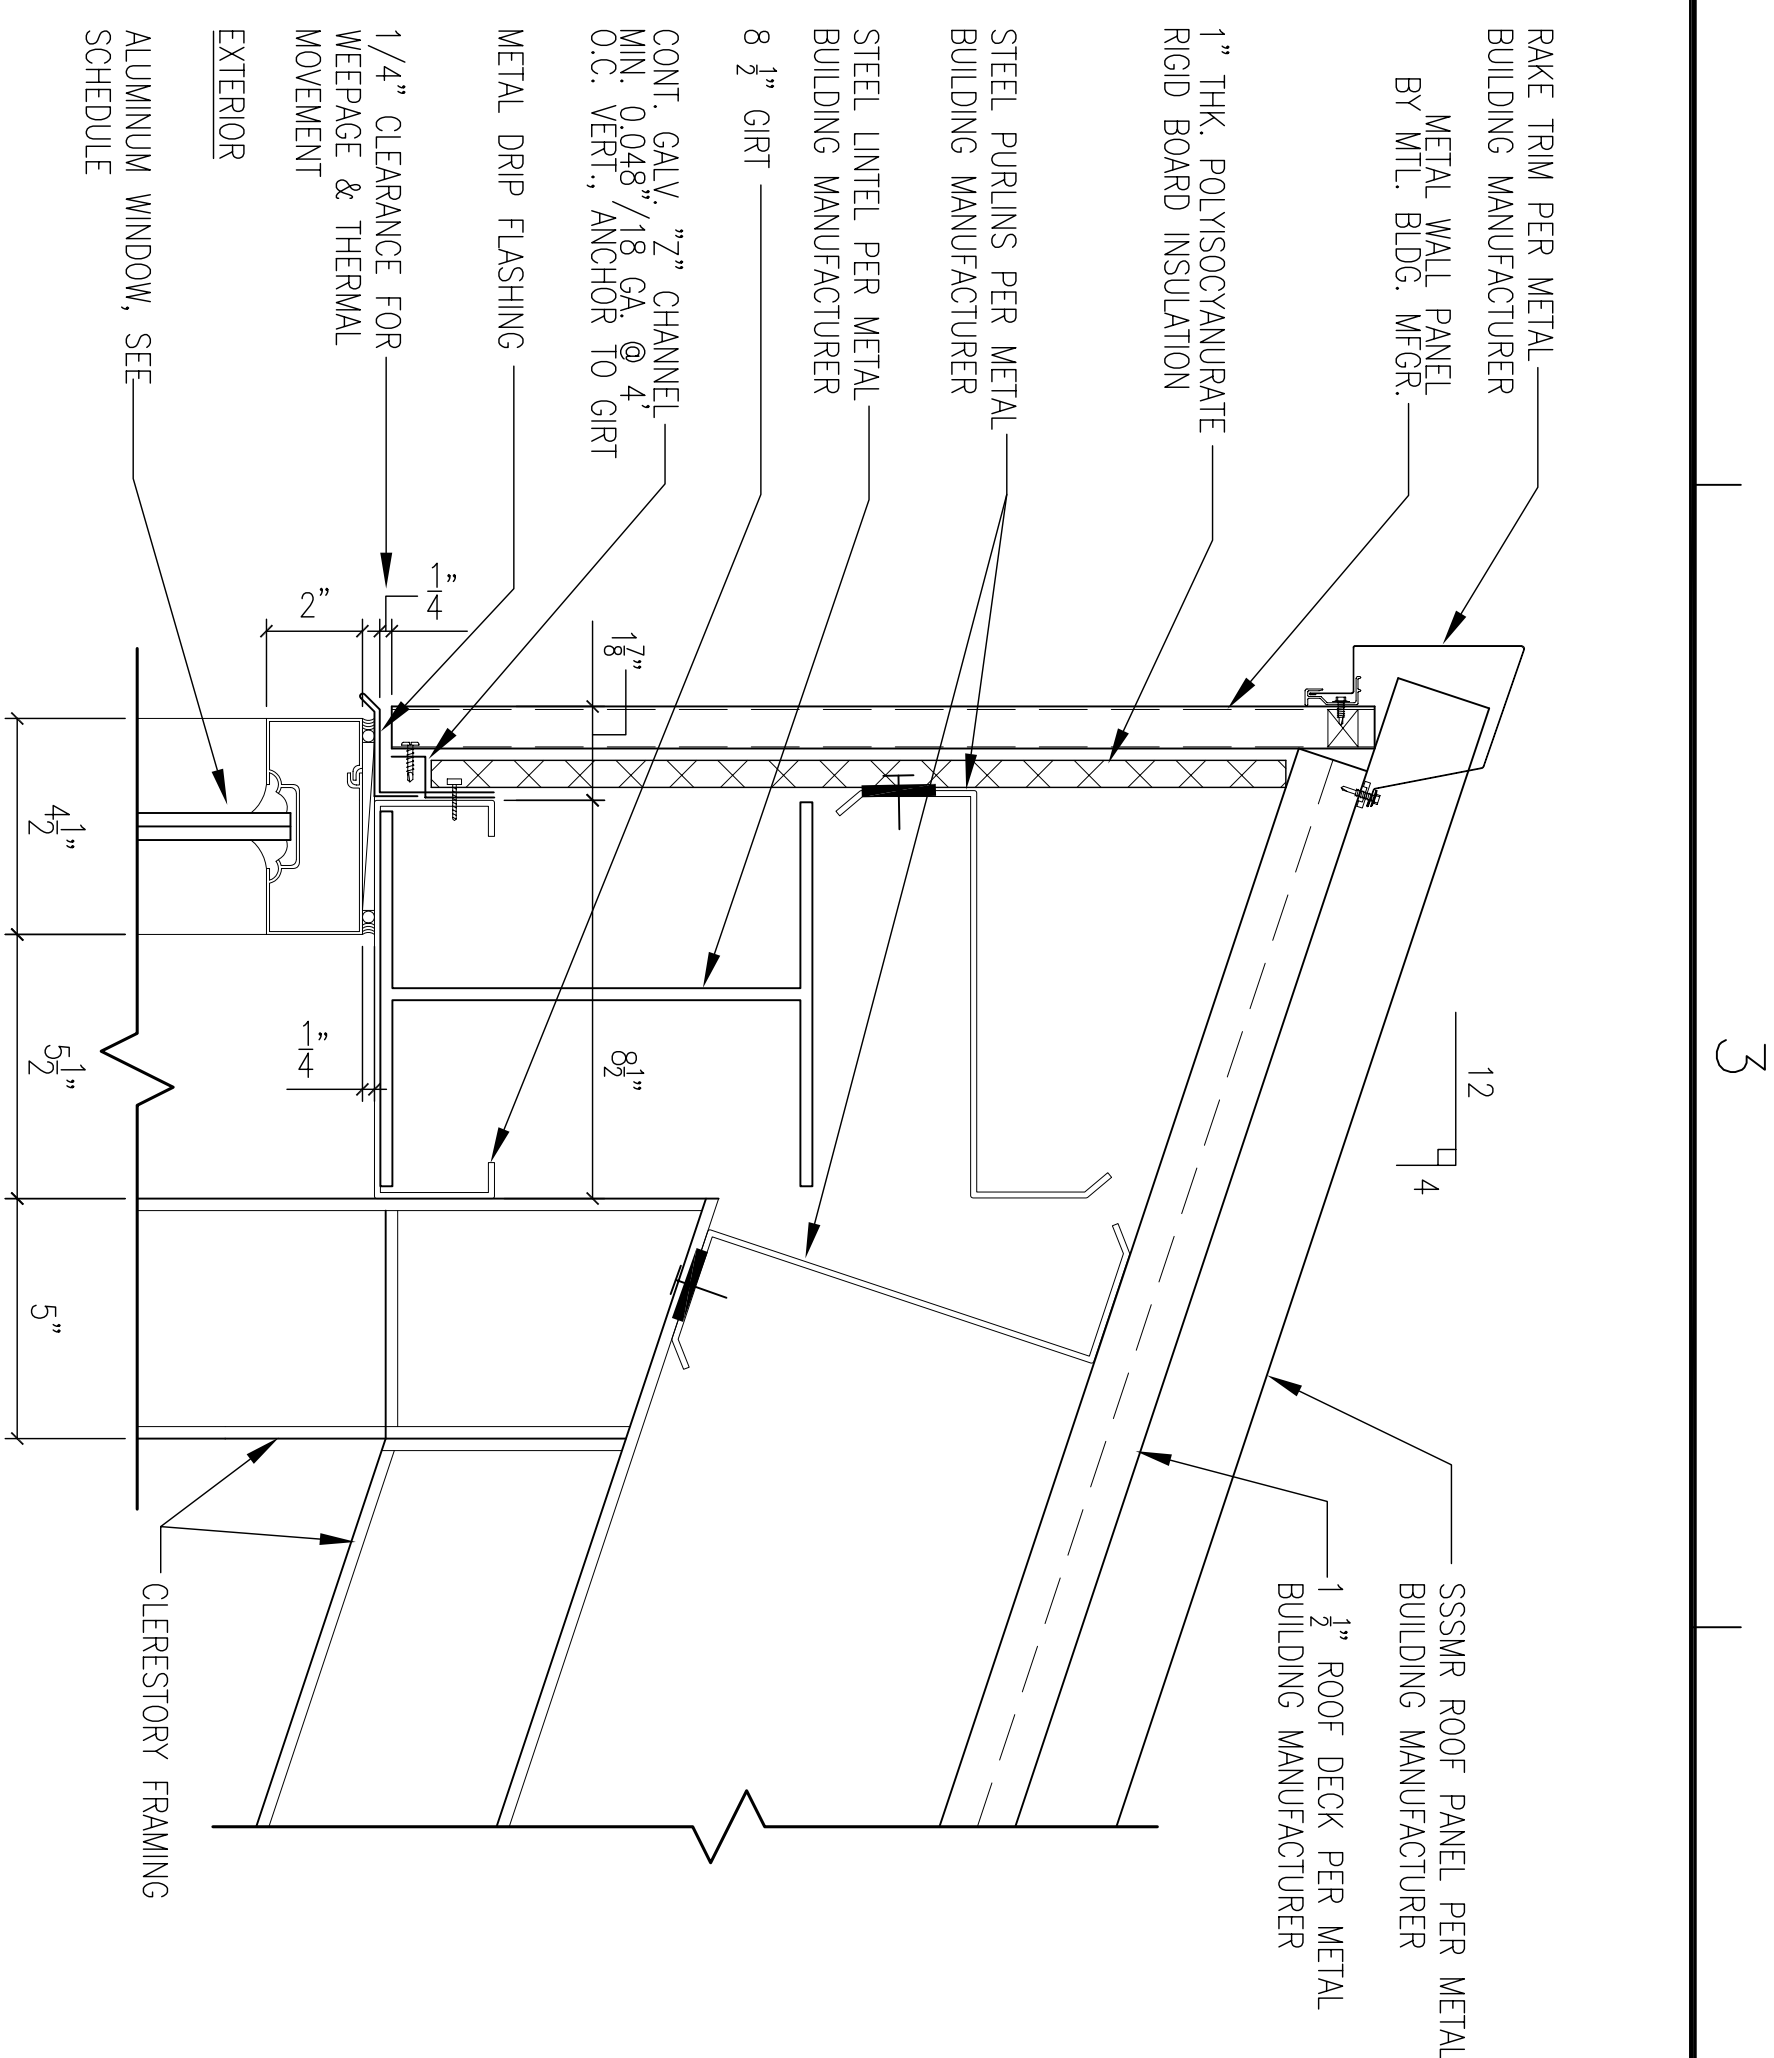 3
RAKE TRIM PER METAL
BUILDING MANUFACTURER
METAL WALL PANEL
BY MTL. BLDG. MFGR.
1" THK. POLYISOCYANURATE
RIGID BOARD INSULATION
STEEL PURLINS PER METAL
BUILDING MANUFACTURER
STEEL LINTEL PER METAL
BUILDING MANUFACTURER
8 1/2" GIRT
CONT. GALV. "Z" CHANNEL
MIN. 0.048"/18 GA. @ 4'
O.C. VERT., ANCHOR TO GIRT
METAL DRIP FLASHING
1/4" CLEARANCE FOR
WEEPAGE & THERMAL
MOVEMENT
EXTERIOR
ALUMINUM WINDOW, SEE
SCHEDULE
12
4
1 7/8"
8 1/2"
1/4"
2"
1/4"
4 1/2"
5 1/2"
5"
SSSMR ROOF PANEL PER METAL
BUILDING MANUFACTURER
1 1/2" ROOF DECK PER METAL
BUILDING MANUFACTURER
CLERESTORY FRAMING